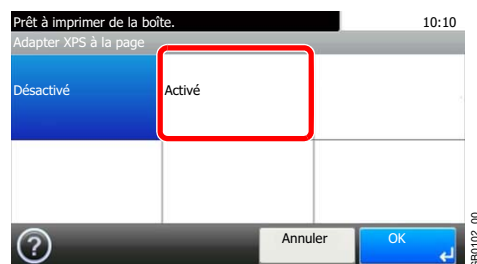 Prêt à imprimer de la boîte. 10:10
Adapter XPS à la page
Désactivé Activé
? Annuler OK